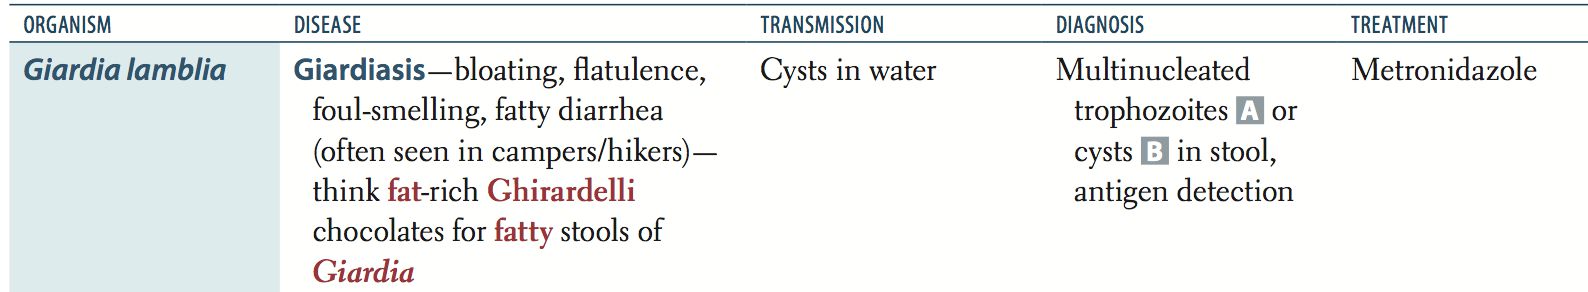 ORGANISM DISEASE TRANSMISSION DIAGNOSIS TREATMENT
Giardia lamblia
Giardiasis—bloating, flatulence,
foul-smelling, fatty diarrhea
(often seen in campers/hikers)—
think fat-rich Ghirardelli
chocolates for fatty stools of
Giardia
Cysts in water
Multinucleated
trophozoites A or
cysts B in stool,
antigen detection
Metronidazole